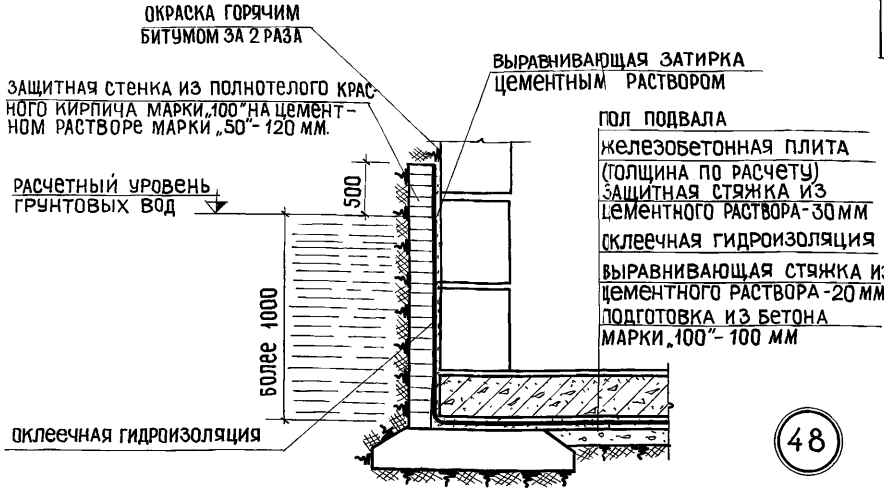 ОКРАСКА ГОРЯЧИМ
БИТУМОМ ЗА 2 РАЗА
ВЫРАВНИВАЮЩАЯ ЗАТИРКА
ЦЕМЕНТНЫМ РАСТВОРОМ
ЗАЩИТНАЯ СТЕНКА ИЗ ПОЛНОТЕЛОГО КРАС-
НОГО КИРПИЧА МАРКИ „100" НА ЦЕМЕНТ-
НОМ РАСТВОРЕ МАРКИ „50" - 120 ММ.
РАСЧЕТНЫЙ УРОВЕНЬ
ГРУНТОВЫХ ВОД
500
БОЛЕЕ 1000
ОКЛЕЕЧНАЯ ГИДРОИЗОЛЯЦИЯ
ПОЛ ПОДВАЛА
ЖЕЛЕЗОБЕТОННАЯ ПЛИТА
(ТОЛЩИНА ПО РАСЧЕТУ)
ЗАЩИТНАЯ СТЯЖКА ИЗ
ЦЕМЕНТНОГО РАСТВОРА - 30 ММ
ОКЛЕЕЧНАЯ ГИДРОИЗОЛЯЦИЯ
ВЫРАВНИВАЮЩАЯ СТЯЖКА ИЗ
ЦЕМЕНТНОГО РАСТВОРА - 20 ММ
ПОДГОТОВКА ИЗ БЕТОНА
МАРКИ „100" - 100 ММ
48